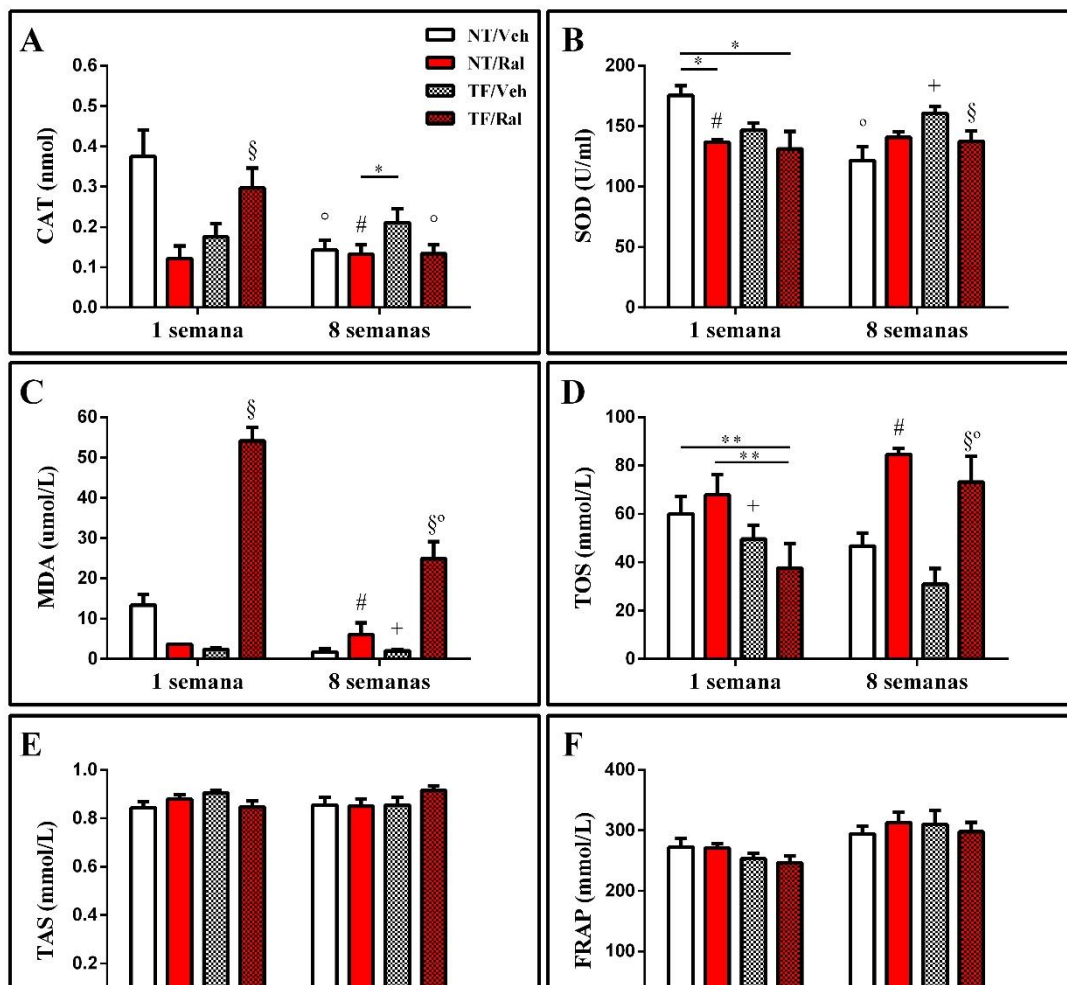 A
NT/Veh
NT/Ral
TF/Veh
TF/Ral
CAT (nmol)
0.6
0.5
0.4
0.3
0.2
0.1
0.0
§
*
°
#
°
1 semana
8 semanas
B
SOD (U/ml)
200
150
100
50
0
*
*
#
°
+
§
1 semana
8 semanas
C
MDA (umol/L)
60
50
40
30
20
10
0
§
#
+
§°
1 semana
8 semanas
D
TOS (mmol/L)
100
80
60
40
20
0
**
**
+
#
§°
1 semana
8 semanas
E
TAS (mmol/L)
1.0
0.8
0.6
0.4
0.2
F
FRAP (mmol/L)
400
300
200
100